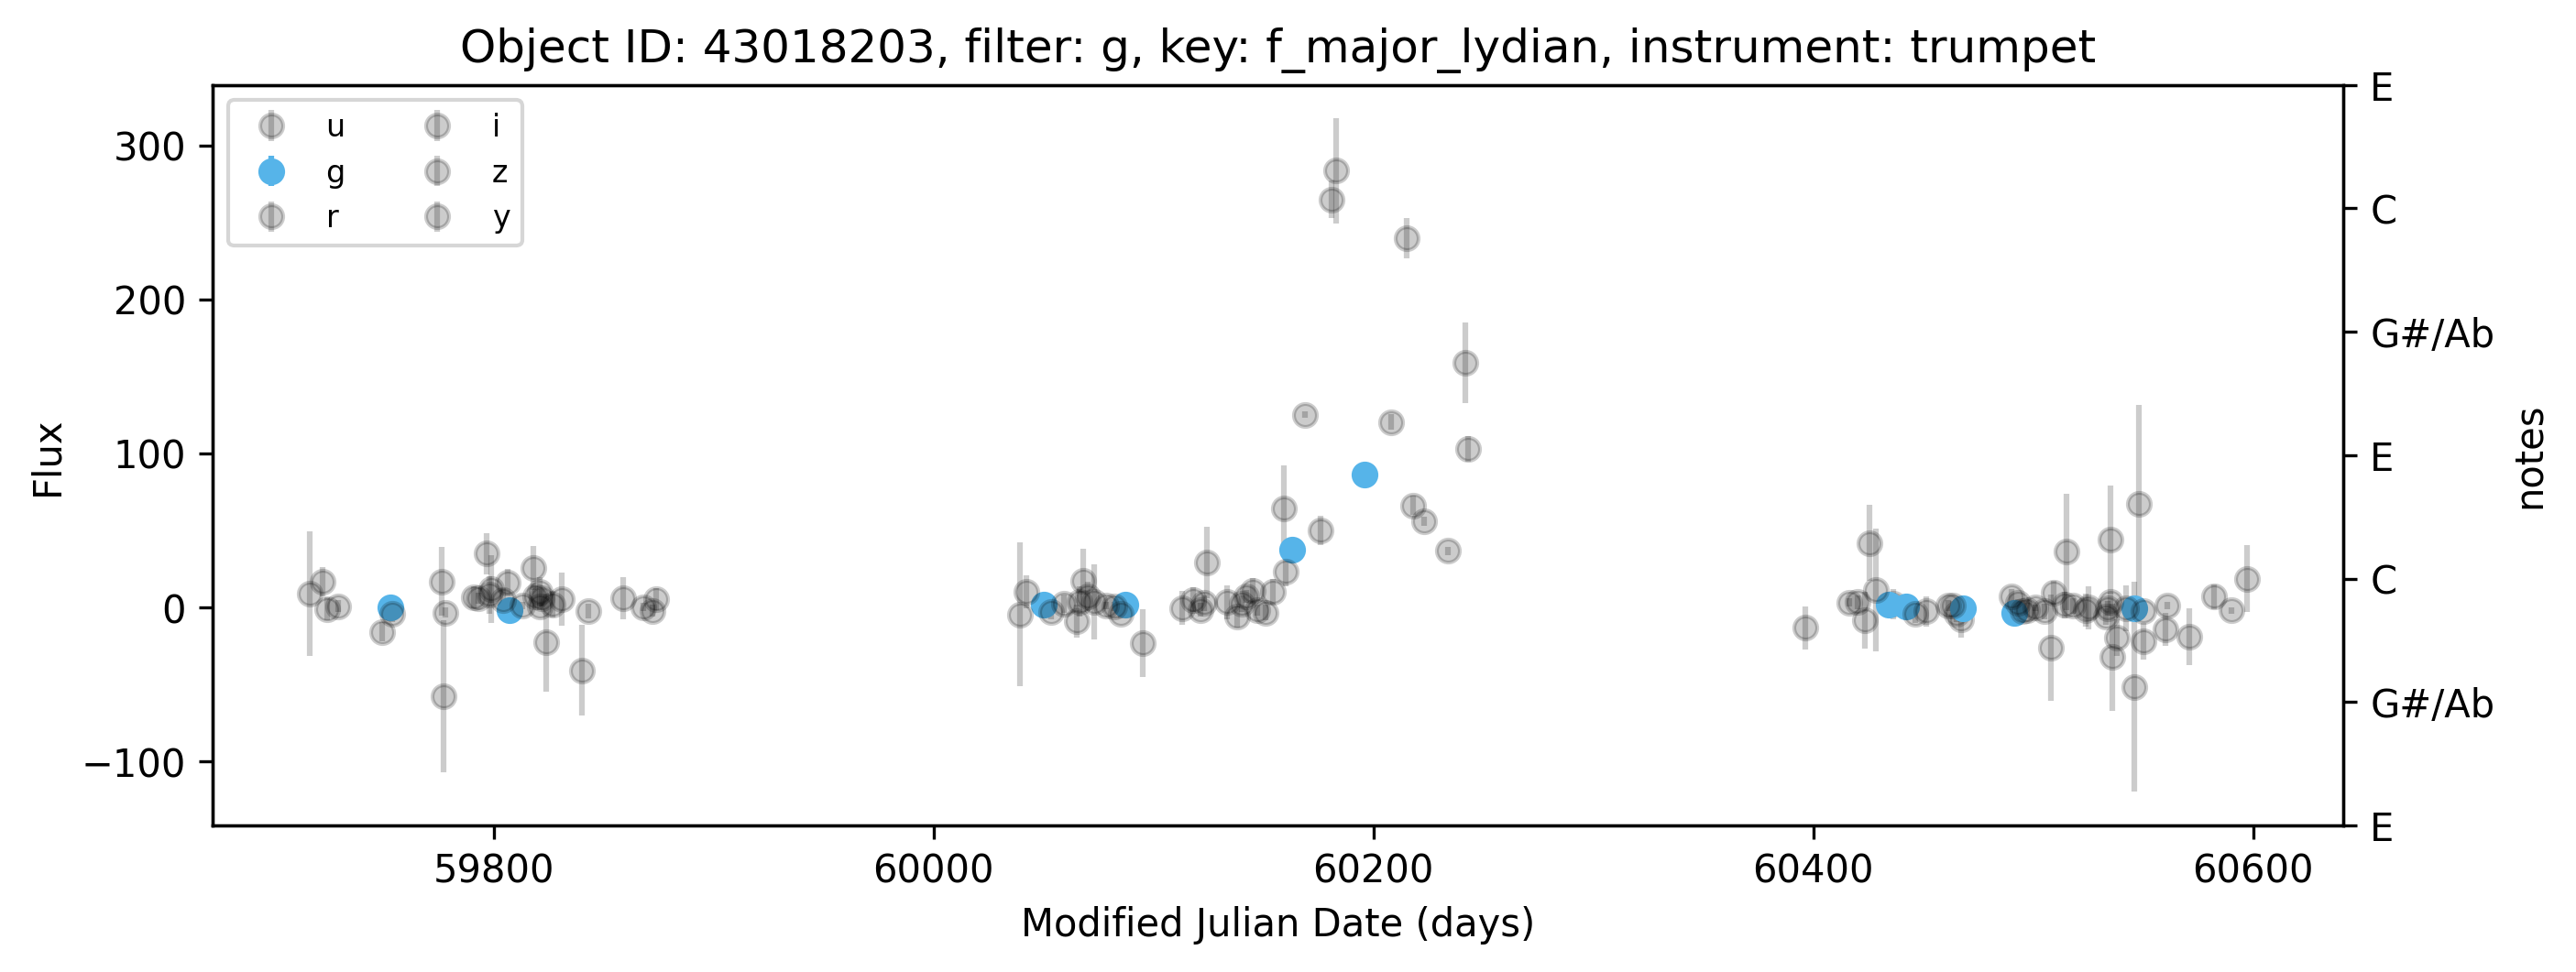 Object ID: 43018203, filter: g, key: f_major_lydian, instrument: trumpet
u
g
r
i
z
y
300
200
100
0
−100
Flux
E
C
G#/Ab
E
C
G#/Ab
E
notes
59800
60000
60200
60400
60600
Modified Julian Date (days)